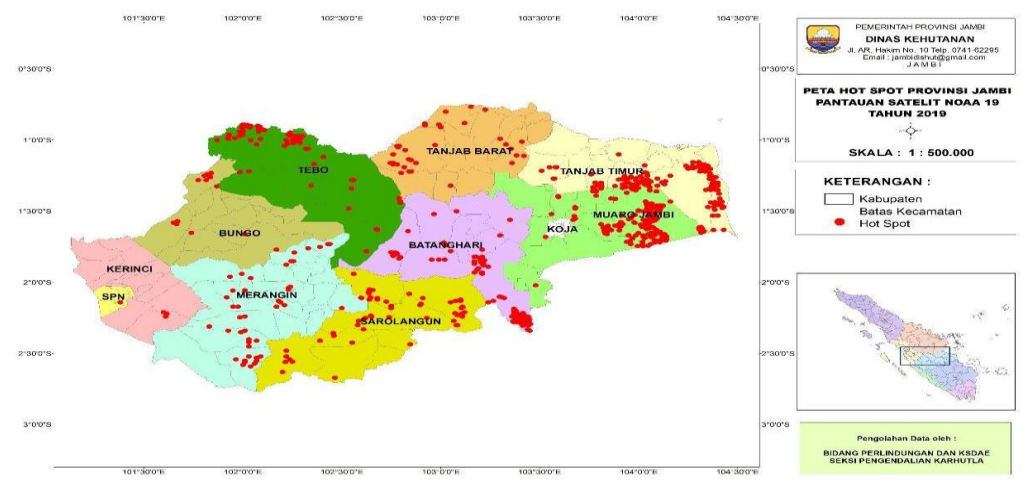 101°30'0"E 102°0'0"E 102°30'0"E 103°0'0"E 103°30'0"E 104°0'0"E 104°30'0"E
0°30'0"S 0°30'0"S
1°0'0"S 1°0'0"S
1°30'0"S 1°30'0"S
2°0'0"S 2°0'0"S
2°30'0"S 2°30'0"S
3°0'0"S 3°0'0"S
TANJAB BARAT
TEBO
TANJAB TIMUR
MUARO JAMBI
KOJA
BUNGO
BATANGHARI
KERINCI
SPN
MERANGIN
SAROLANGUN
101°30'0"E 102°0'0"E 102°30'0"E 103°0'0"E 103°30'0"E 104°0'0"E 104°30'0"E
PEMERINTAH PROVINSI JAMBI
DINAS KEHUTANAN
Jl. AR. Hakim No. 10 Telp. 0741-62295
Email : jambidishut@gmail.com
J A M B I
PETA HOT SPOT PROVINSI JAMBI
PANTAUAN SATELIT NOAA 19
TAHUN 2019
SKALA : 1 : 500.000
KETERANGAN :
Kabupaten
Batas Kecamatan
Hot Spot
Pengolahan Data oleh :
BIDANG PERLINDUNGAN DAN KSDAE
SEKSI PENGENDALIAN KARHUTLA